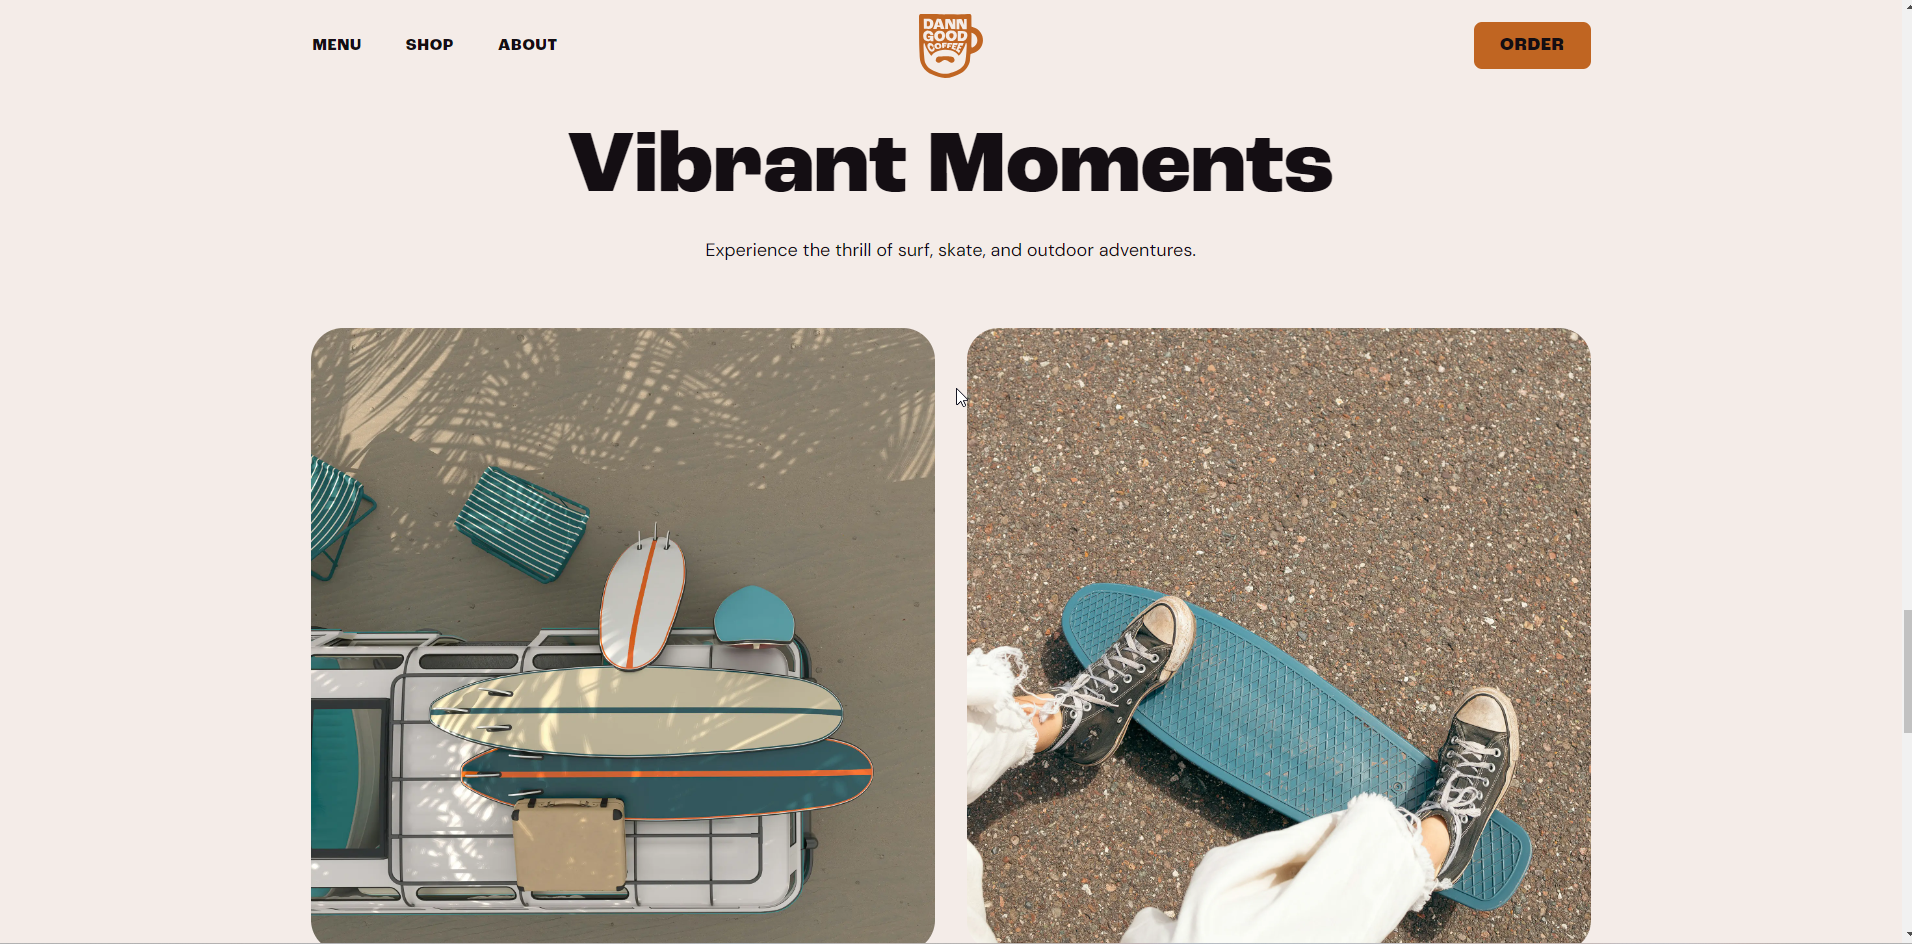 MENU SHOP ABOUT
DANN
GOOD
COFFEE
ORDER
Vibrant Moments
Experience the thrill of surf, skate, and outdoor adventures.